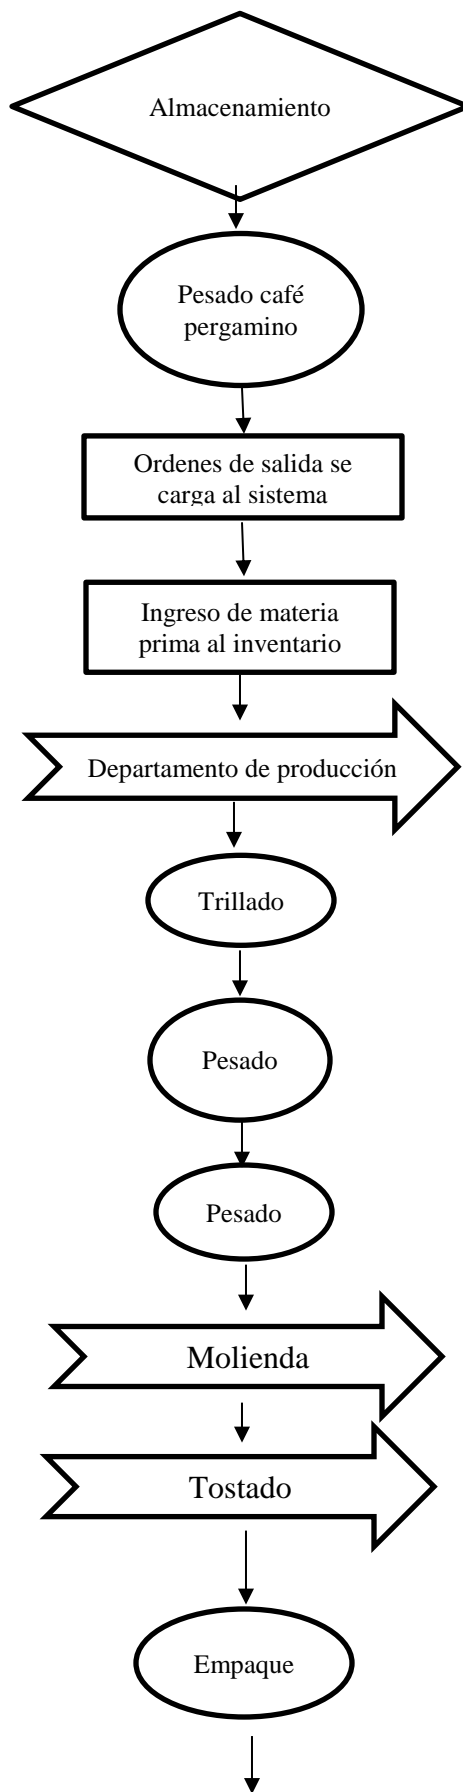 Almacenamiento
Pesado café
pergamino
Ordenes de salida se
carga al sistema
Ingreso de materia
prima al inventario
Departamento de producción
Trillado
Pesado
Pesado
Molienda
Tostado
Empaque